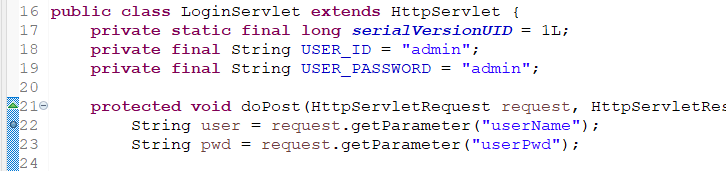 16 public class LoginServlet extends HttpServlet {
17     private static final long serialVersionUID = 1L;
18     private final String USER_ID = "admin";
19     private final String USER_PASSWORD = "admin";
20
21     protected void doPost(HttpServletRequest request, HttpServletRes
22         String user = request.getParameter("userName");
23         String pwd = request.getParameter("userPwd");
24